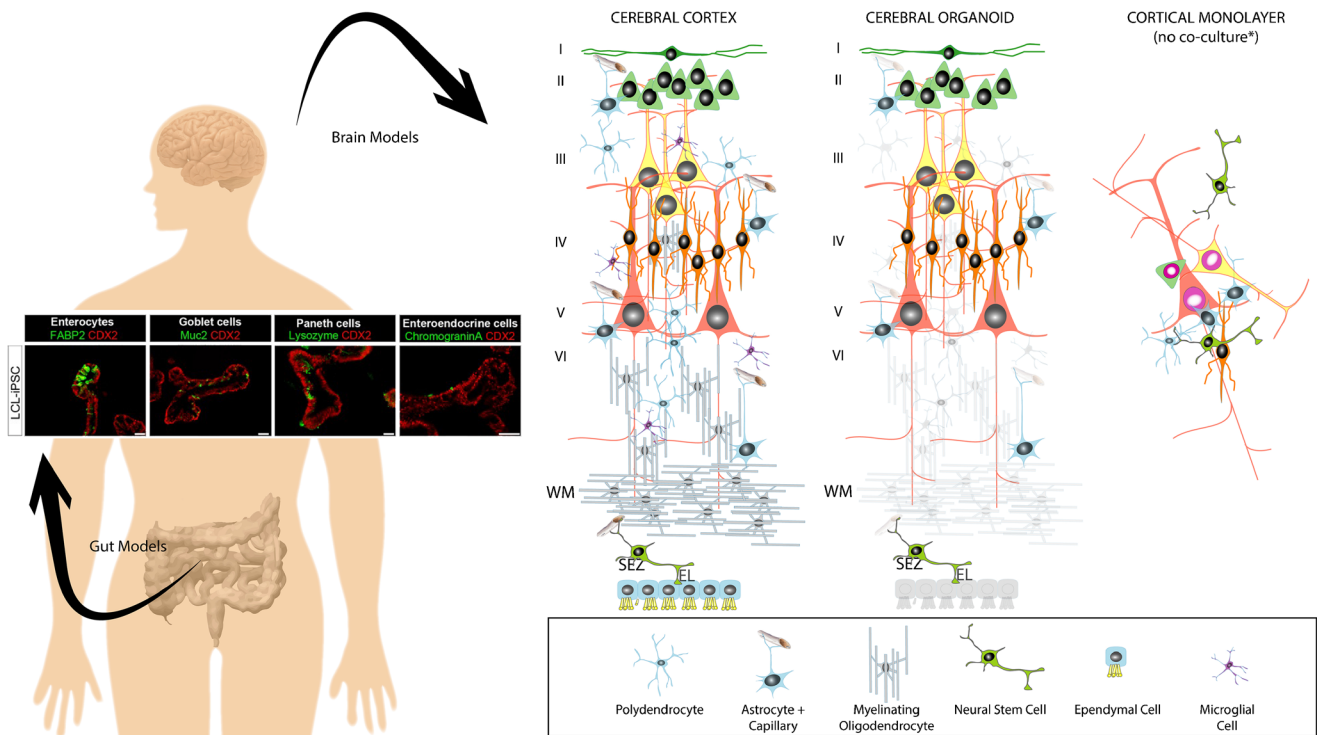 Brain Models
Enterocytes
FABP2 CDX2
Goblet cells
Muc2 CDX2
Paneth cells
Lysozyme CDX2
Enteroendocrine cells
ChromograninA CDX2
LCL-iPSC
Gut Models
CEREBRAL CORTEX
I
II
III
IV
V
VI
WM
SEZ
EL
CEREBRAL ORGANOID
I
II
III
IV
V
VI
WM
SEZ
EL
CORTICAL MONOLAYER
(no co-culture*)
Polydendrocyte
Astrocyte +
Capillary
Myelinating
Oligodendrocyte
Neural Stem Cell
Ependymal Cell
Microglial
Cell